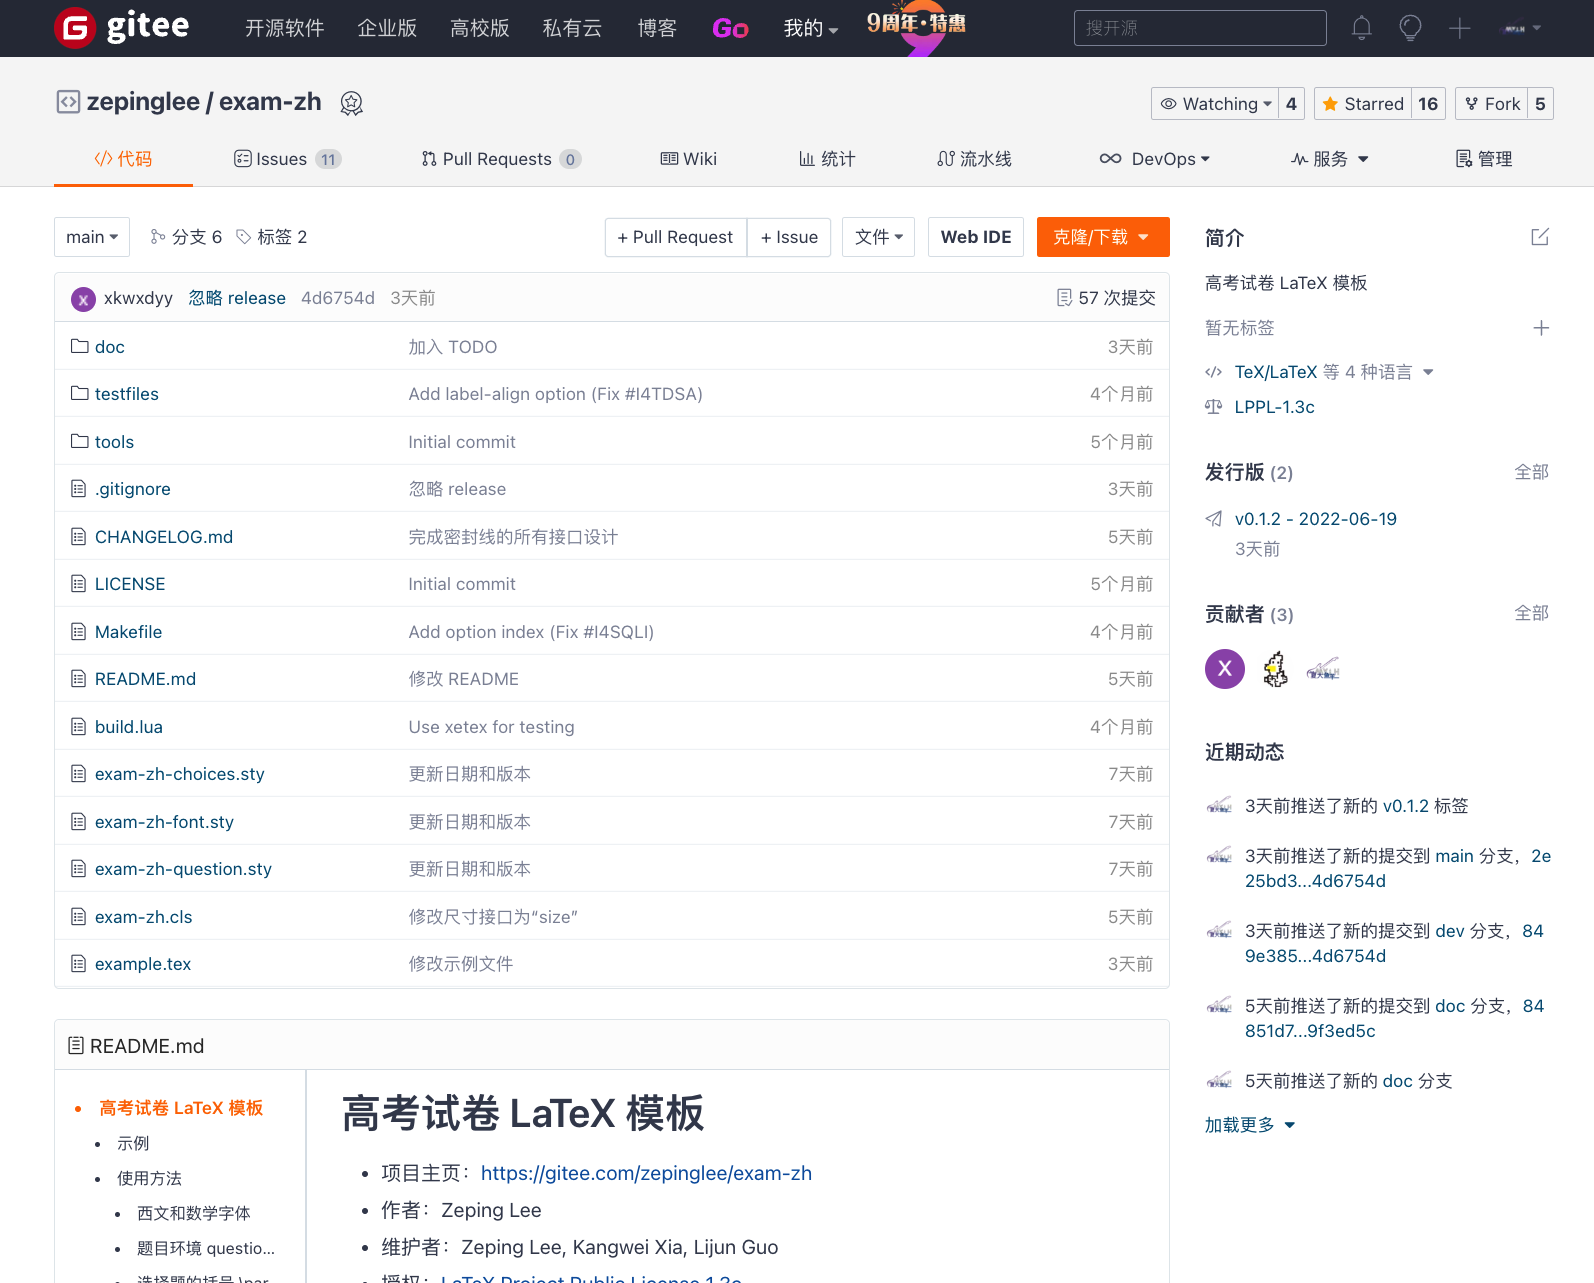 gitee 开源软件 企业版 高校版 私有云 博客 Go 我的 9周年·特惠 搜开源
zepinglee / exam-zh Watching 4 Starred 16 Fork 5
代码 Issues 11 Pull Requests 0 Wiki 统计 流水线 DevOps 服务 管理
main 分支 6 标签 2 + Pull Request + Issue 文件 Web IDE 克隆/下载
X xkwxdyy 忽略 release 4d6754d 3天前 57 次提交
doc 加入 TODO 3天前
testfiles Add label-align option (Fix #I4TDSA) 4个月前
tools Initial commit 5个月前
.gitignore 忽略 release 3天前
CHANGELOG.md 完成密封线的所有接口设计 5天前
LICENSE Initial commit 5个月前
Makefile Add option index (Fix #I4SQLI) 4个月前
README.md 修改 README 5天前
build.lua Use xetex for testing 4个月前
exam-zh-choices.sty 更新日期和版本 7天前
exam-zh-font.sty 更新日期和版本 7天前
exam-zh-question.sty 更新日期和版本 7天前
exam-zh.cls 修改尺寸接口为“size” 5天前
example.tex 修改示例文件 3天前
README.md
高考试卷 LaTeX 模板
示例
使用方法
西文和数学字体
题目环境 questio...
选择题的括号 \par...
高考试卷 LaTeX 模板
项目主页：https://gitee.com/zepinglee/exam-zh
作者：Zeping Lee
维护者：Zeping Lee, Kangwei Xia, Lijun Guo
授权：LaTeX Project Public License 1.3c
简介
高考试卷 LaTeX 模板
暂无标签
TeX/LaTeX 等 4 种语言
LPPL-1.3c
发行版 (2) 全部
v0.1.2 - 2022-06-19
3天前
贡献者 (3) 全部
X
近期动态
3天前推送了新的 v0.1.2 标签
3天前推送了新的提交到 main 分支，2e
25bd3...4d6754d
3天前推送了新的提交到 dev 分支，84
9e385...4d6754d
5天前推送了新的提交到 doc 分支，84
851d7...9f3ed5c
5天前推送了新的 doc 分支
加载更多